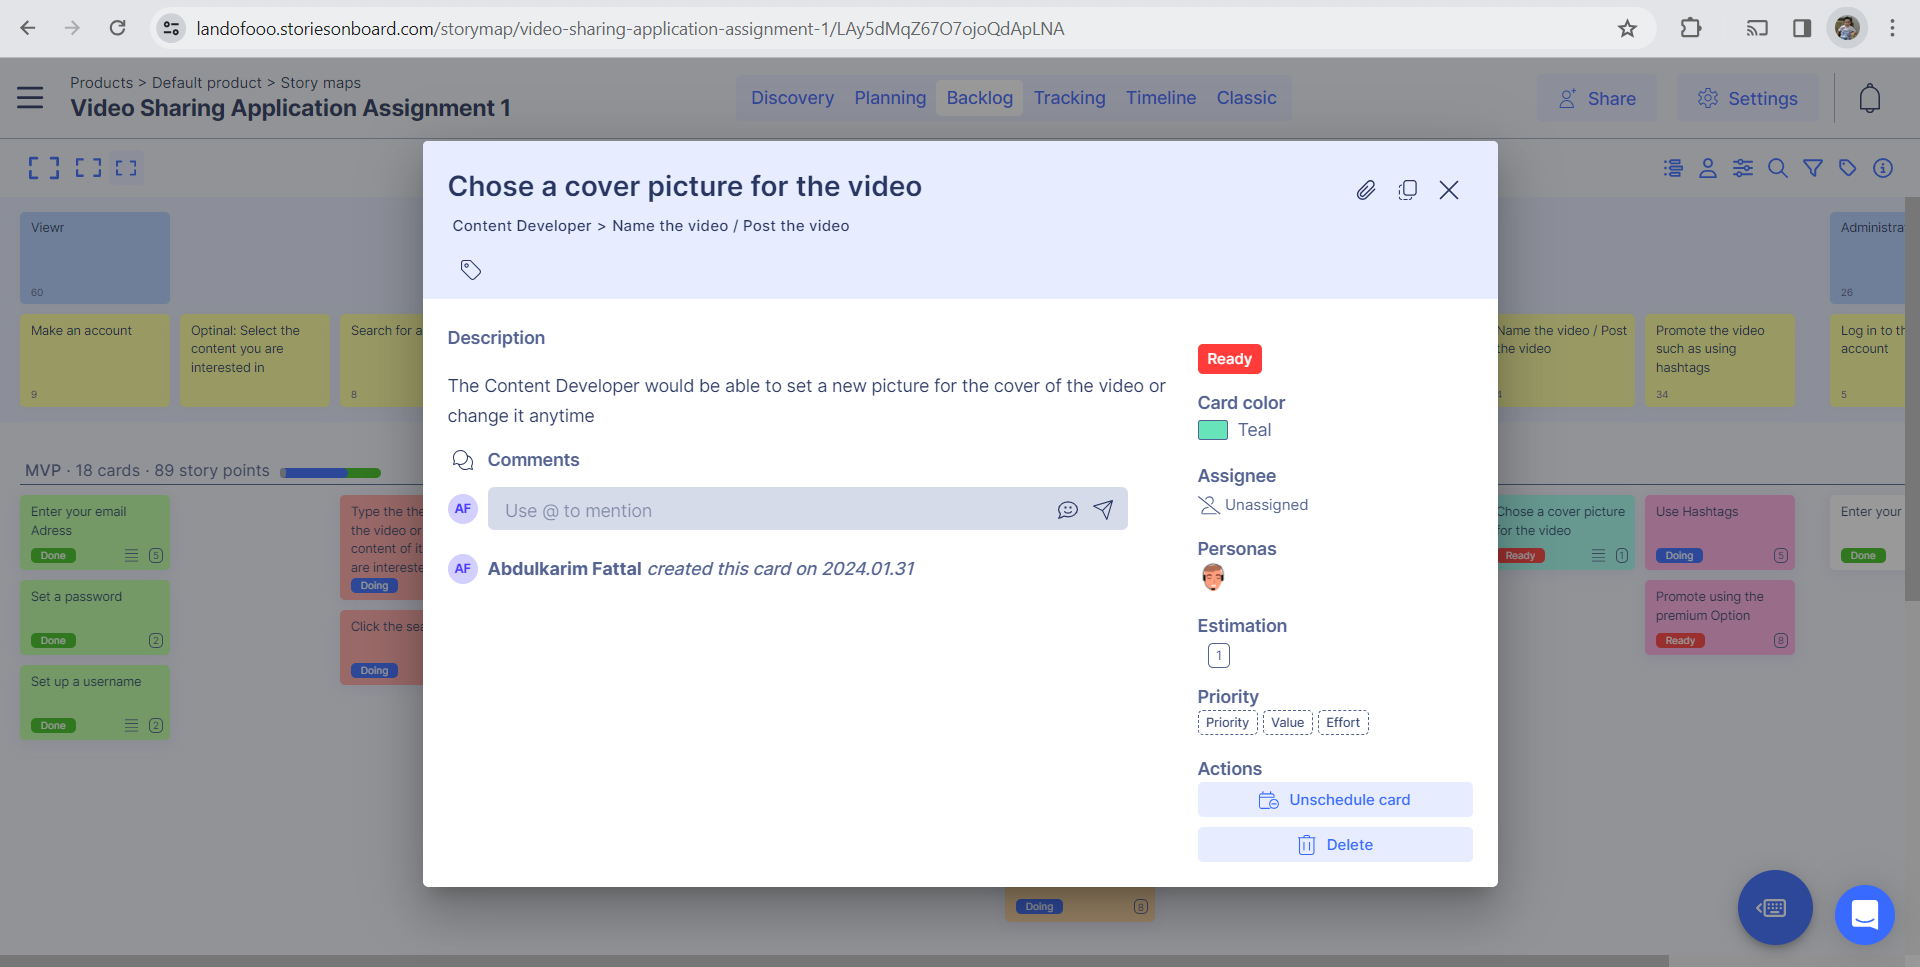 landofooo.storiesonboard.com/storymap/video-sharing-application-assignment-1/LAy5dMqZ67O7ojoQdApLNA
Products > Default product > Story maps
Video Sharing Application Assignment 1
Discovery Planning Backlog Tracking Timeline Classic
Share
Settings
Chose a cover picture for the video
Content Developer > Name the video / Post the video
Description
The Content Developer would be able to set a new picture for the cover of the video or
change it anytime
Comments
AF
Use @ to mention
AF
Abdulkarim Fattal created this card on 2024.01.31
Ready
Card color
Teal
Assignee
Unassigned
Personas
Estimation
1
Priority
Priority Value Effort
Actions
Unschedule card
Delete
Viewr
60
Administra
26
Make an account
9
Optinal: Select the
content you are
interested in
Search for a
8
Name the video / Post
the video
4
Promote the video
such as using
hashtags
34
Log in to th
account
5
MVP · 18 cards · 89 story points
Enter your email
Adress
Done
5
Set a password
Done
2
Set up a username
Done
2
Type the the
the video or
content of it
are intereste
Doing
Click the sea
Doing
Doing
8
Chose a cover picture
for the video
Ready
1
Use Hashtags
Doing
5
Promote using the
premium Option
Ready
8
Enter your
Done